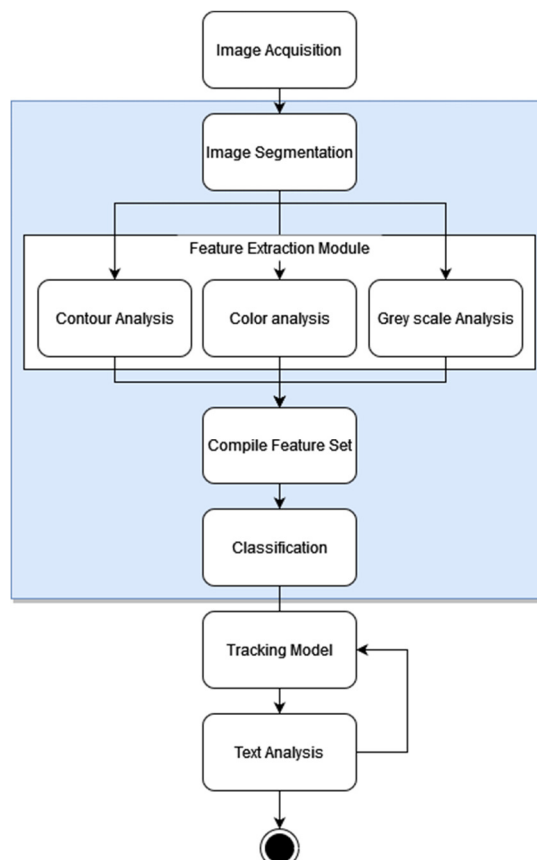 Image Acquisition
Image Segmentation
Feature Extraction Module
Contour Analysis
Color analysis
Grey scale Analysis
Compile Feature Set
Classification
Tracking Model
Text Analysis